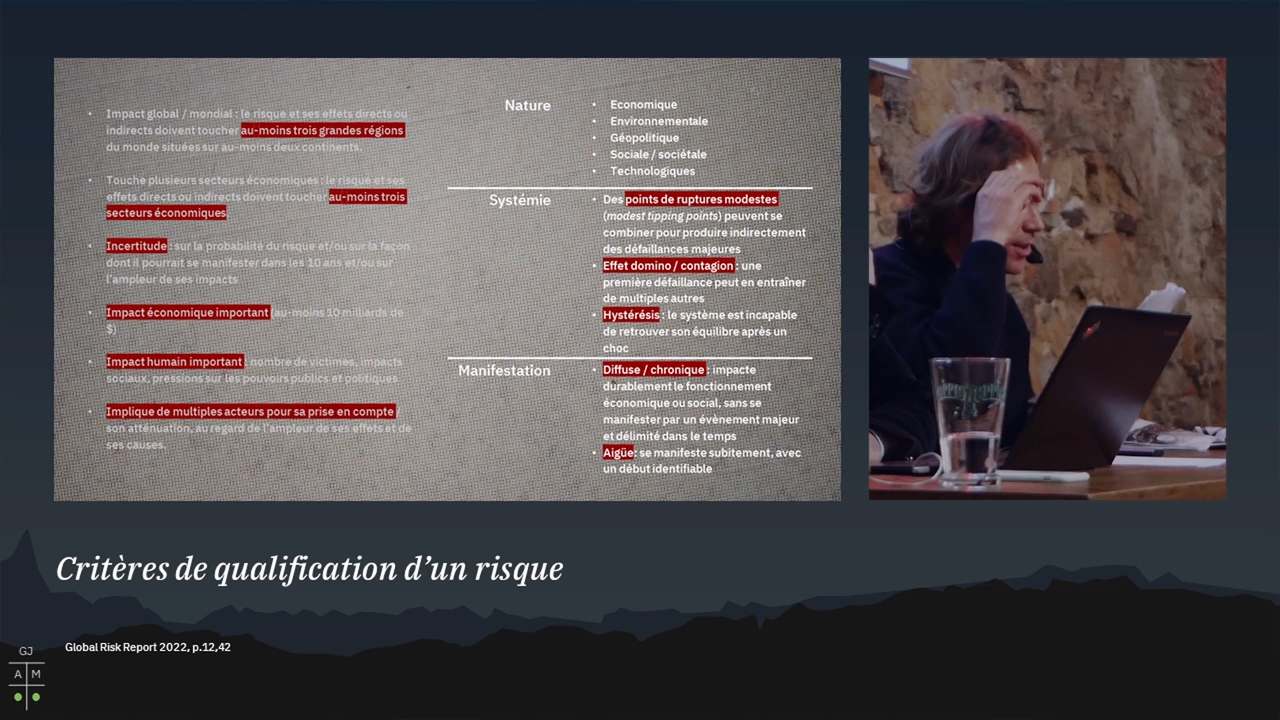 • Impact global / mondial : le risque et ses effets directs ou
indirects doivent toucher au-moins trois grandes régions
du monde situées sur au-moins deux continents.
• Touche plusieurs secteurs économiques : le risque et ses
effets directs ou indirects doivent toucher au-moins trois
secteurs économiques.
• Incertitude : sur la probabilité du risque et/ou sur la façon
dont il pourrait se manifester dans les 10 ans et/ou sur
l'ampleur de ses impacts
• Impact économique important (au-moins 10 milliards de
$)
• Impact humain important : nombre de victimes, impacts
sociaux, pressions sur les pouvoirs publics et politiques
• Implique de multiples acteurs pour sa prise en compte,
son atténuation, au regard de l'ampleur de ses effets et de
ses causes.
Nature
• Economique
• Environnementale
• Géopolitique
• Sociale / sociétale
• Technologiques
Systémie
• Des points de ruptures modestes
(modest tipping points) peuvent se
combiner pour produire indirectement
des défaillances majeures
• Effet domino / contagion : une
première défaillance peut en entraîner
de multiples autres
• Hystérésis : le système est incapable
de retrouver son équilibre après un
choc
Manifestation
• Diffuse / chronique : impacte
durablement le fonctionnement
économique ou social, sans se
manifester par un évènement majeur
et délimité dans le temps
• Aigüe: se manifeste subitement, avec
un début identifiable
Critères de qualification d'un risque
Global Risk Report 2022, p.12,42
GJ
A M